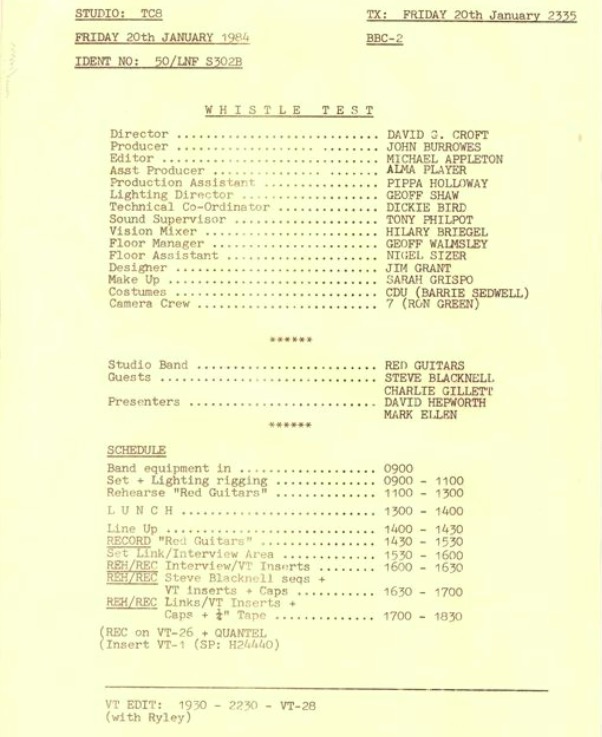 STUDIO: TC8
TX: FRIDAY 20th January 2335
FRIDAY 20th JANUARY 1984
BBC-2
IDENT NO: 50/LNF S302B
WHISTLE TEST
Director ........................... DAVID G. CROFT
Producer .................... ........ JOHN BURROWES
Editor ............................. MICHAEL APPLETON
Asst Producer ............. ............ ALMA PLAYER
Production Assistant ................ PIPPA HOLLOWAY
Lighting Director ................... GEOFF SHAW
Technical Co-Ordinator .............. DICKIE BIRD
Sound Supervisor .................... TONY PHILPOT
Vision Mixer ........................ HILARY BRIEGEL
Floor Manager ....................... GEOFF WALMSLEY
Floor Assistant ..................... NIGEL SIZER
Designer ............................ JIM GRANT
Make Up ............................. SARAH GRISPO
Costumes ............................ CDU (BARRIE SEDWELL)
Camera Crew ......................... 7 (RON GREEN)
******
Studio Band ......................... RED GUITARS
Guests .............................. STEVE BLACKNELL
CHARLIE GILLETT
Presenters .......................... DAVID HEPWORTH
MARK ELLEN
******
SCHEDULE
Band equipment in .................. 0900
Set + Lighting rigging ............. 0900 - 1100
Rehearse "Red Guitars" ............. 1100 - 1300
LUNCH .......................... 1300 - 1400
Line Up ............................ 1400 - 1430
RECORD "Red Guitars" ............... 1430 - 1530
Set Link/Interview Area ............ 1530 - 1600
REH/REC Interview/VT Inserts ....... 1600 - 1630
REH/REC Steve Blacknell seqs +
VT inserts + Caps ........ 1630 - 1700
REH/REC Links/VT Inserts +
Caps + ¼" Tape ............. 1700 - 1830
(REC on VT-26 + QUANTEL
(Insert VT-1 (SP: H24440)
VT EDIT: 1930 - 2230 - VT-28
(with Ryley)